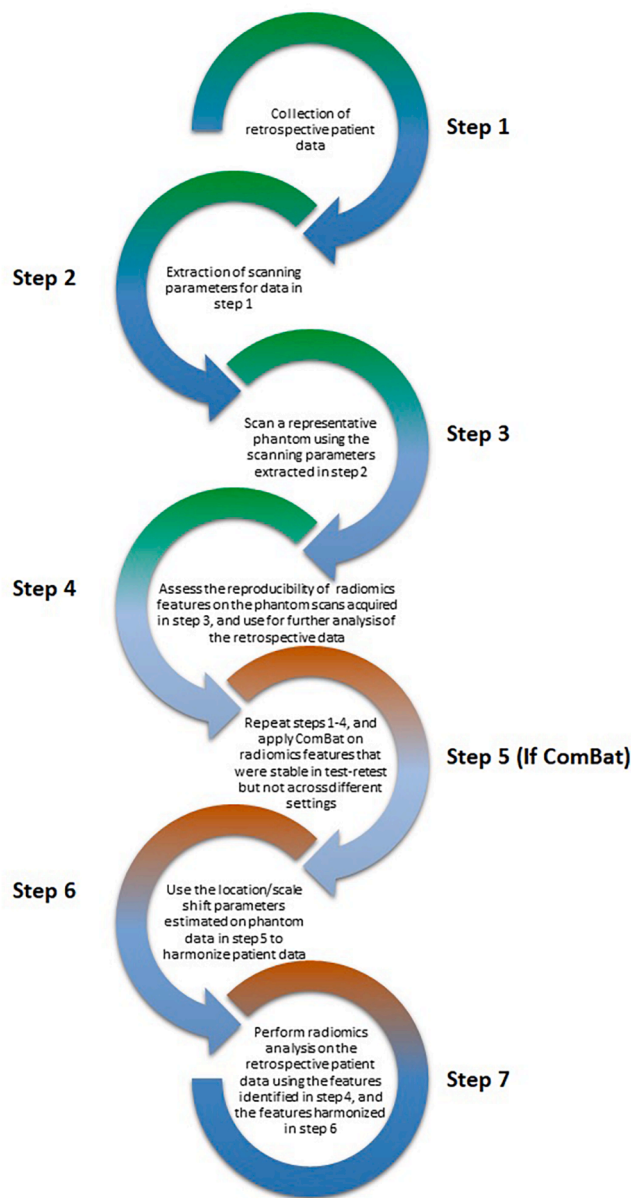 Collection of
retrospective patient
data
Step 1
Step 2
Extraction of scanning
parameters for data in
step 1
Scan a representative
phantom using the
scanning parameters
extracted in step 2
Step 3
Step 4
Assess the reproducibility of radiomics
features on the phantom scans acquired
in step 3, and use for further analysis of
the retrospective data
Repeat steps 1-4, and
apply ComBat on
radiomics features that
were stable in test-retest
but not across different
settings
Step 5 (If ComBat)
Step 6
Use the location/scale
shift parameters
estimated on phantom
data in step 5 to
harmonize patient data
Perform radiomics
analysis on the
retrospective patient
data using the features
identified in step 4, and
the features harmonized
in step 6
Step 7